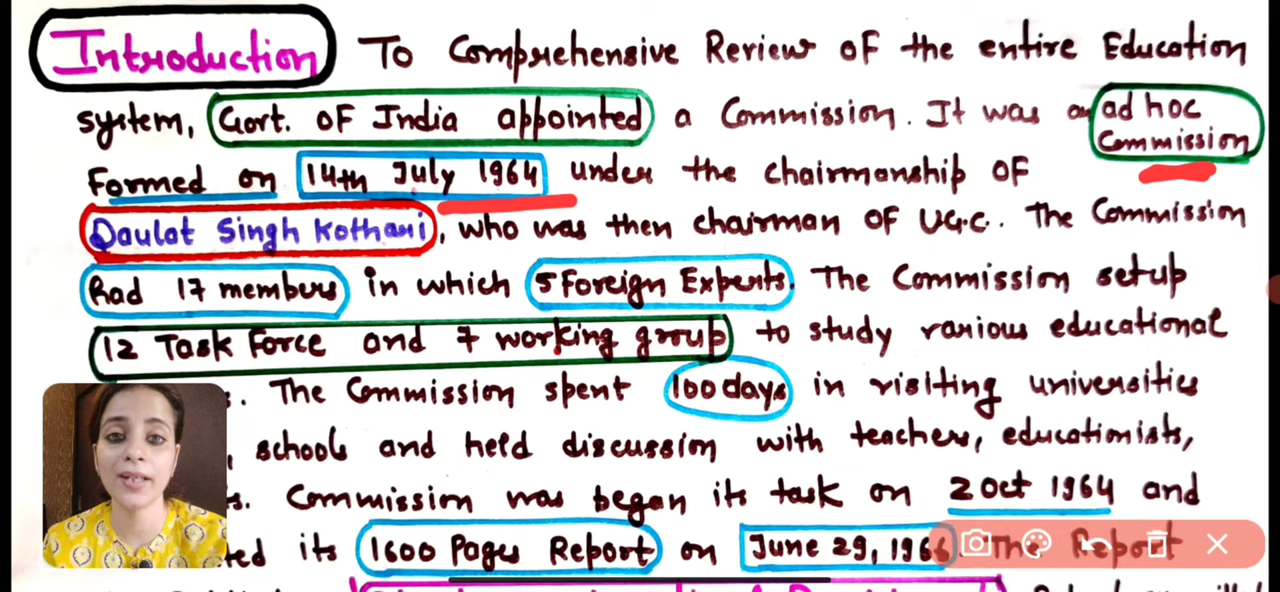 Introduction To Comprehensive Review of the entire Education
system, Govt. of India appointed a Commission. It was an ad hoc
Commission
Formed on 14th July 1964 under the chairmanship of
Daulat Singh Kothari, who was then chairman of U.G.C.. The Commission
had 17 members in which 5 Foreign Experts. The Commission setup
12 Task Force and 7 working group to study various educational
. The Commission spent 100 days in visiting universities
, schools and held discussion with teachers, educationists,
. Commission was began its task on 2 Oct 1964 and
its 1600 Pages Report on June 29, 1966. The Report